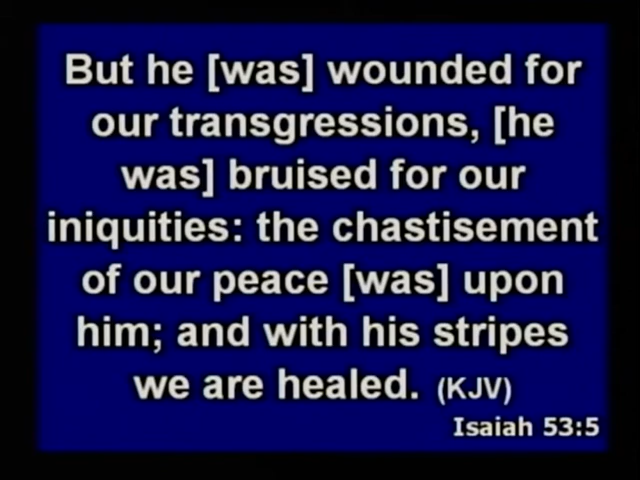 But he [was] wounded for
our transgressions, [he
was] bruised for our
iniquities: the chastisement
of our peace [was] upon
him; and with his stripes
we are healed. (KJV)
Isaiah 53:5